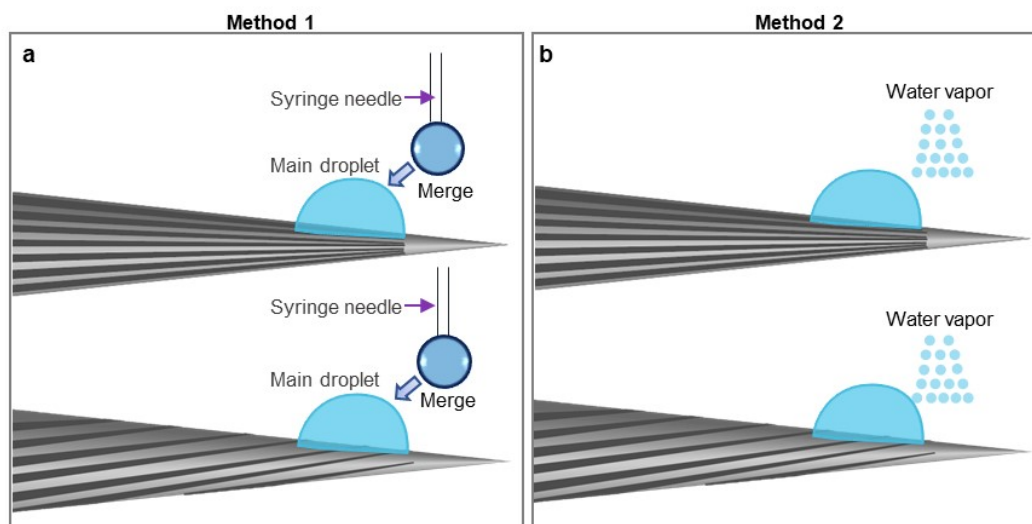 Method 1
Method 2
a
Syringe needle
Main droplet
Merge
Syringe needle
Main droplet
Merge
b
Water vapor
Water vapor